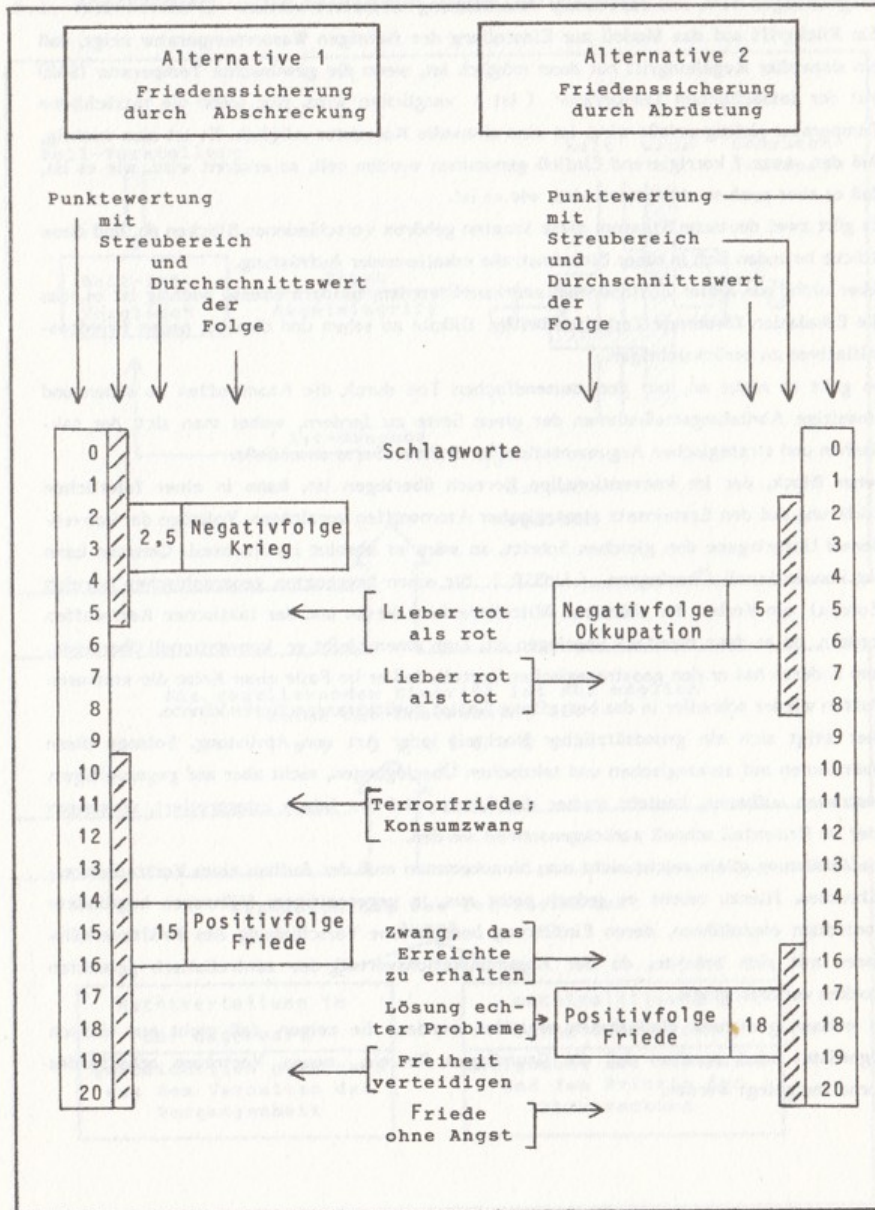 Alternative 1
Friedenssicherung
durch Abschreckung
Alternative 2
Friedenssicherung
durch Abrüstung
Punktewertung
mit
Streubereich
und
Durchschnittswert
der
Folge
Punktewertung
mit
Streubereich
und
Durchschnittswert
der
Folge
Schlagworte
0
1
2
3
4
5
6
7
8
9
10
11
12
13
14
15
16
17
18
19
20
2,5
Negativfolge
Krieg
Lieber tot
als rot
Negativfolge
Okkupation
5
Lieber rot
als tot
Terrorfriede;
Konsumzwang
15
Positivfolge
Friede
Zwang, das
Erreichte
zu erhalten
Lösung ech-
ter Probleme
Positivfolge
Friede
18
Freiheit
verteidigen
Friede
ohne Angst
0
1
2
3
4
5
6
7
8
9
10
11
12
13
14
15
16
17
18
19
20